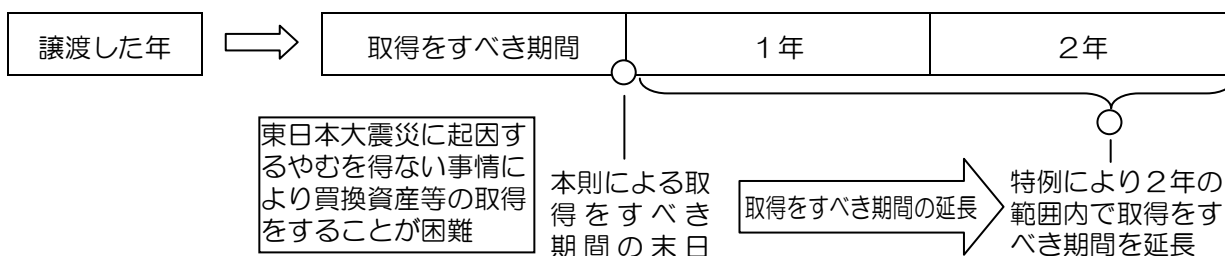 譲渡した年
取得をすべき期間
1年
2年
東日本大震災に起因す
るやむを得ない事情に
より買換資産等の取得
をすることが困難
本則による取
得をすべき
期間の末日
取得をすべき期間の延長
特例により2年の
範囲内で取得をす
べき期間を延長